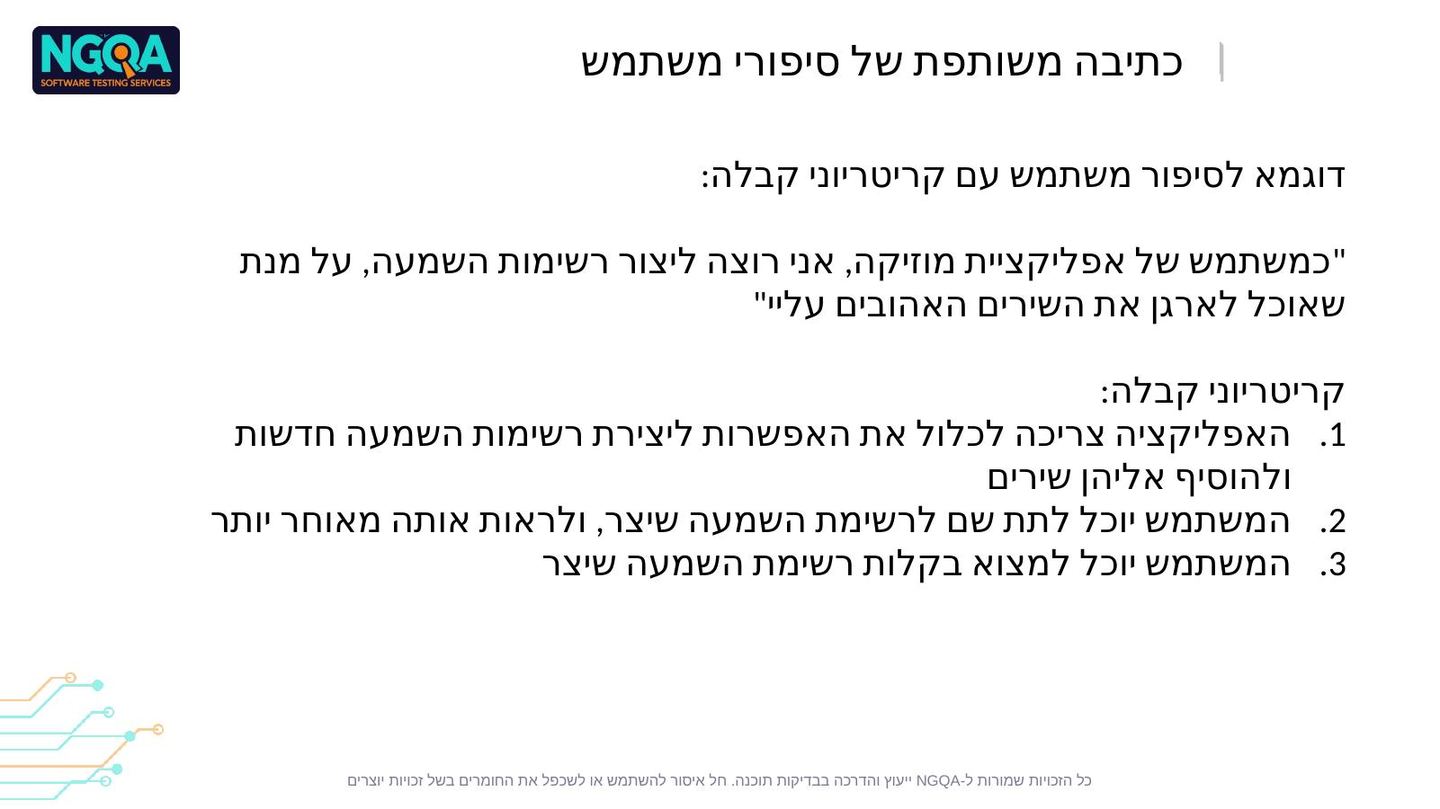 NGQA
SOFTWARE TESTING SERVICES
כתיבה משותפת של סיפורי משתמש
דוגמא לסיפור משתמש עם קריטריוני קבלה:
"כמשתמש של אפליקציית מוזיקה, אני רוצה ליצור רשימות השמעה, על מנת
שאוכל לארגן את השירים האהובים עליי"
קריטריוני קבלה:
1. האפליקציה צריכה לכלול את האפשרות ליצירת רשימות השמעה חדשות
ולהוסיף אליהן שירים
2. המשתמש יוכל לתת שם לרשימת השמעה שיצר, ולראות אותה מאוחר יותר
3. המשתמש יוכל למצוא בקלות רשימת השמעה שיצר
כל הזכויות שמורות ל-NGQA ייעוץ והדרכה בבדיקות תוכנה. חל איסור להשתמש או לשכפל את החומרים בשל זכויות יוצרים